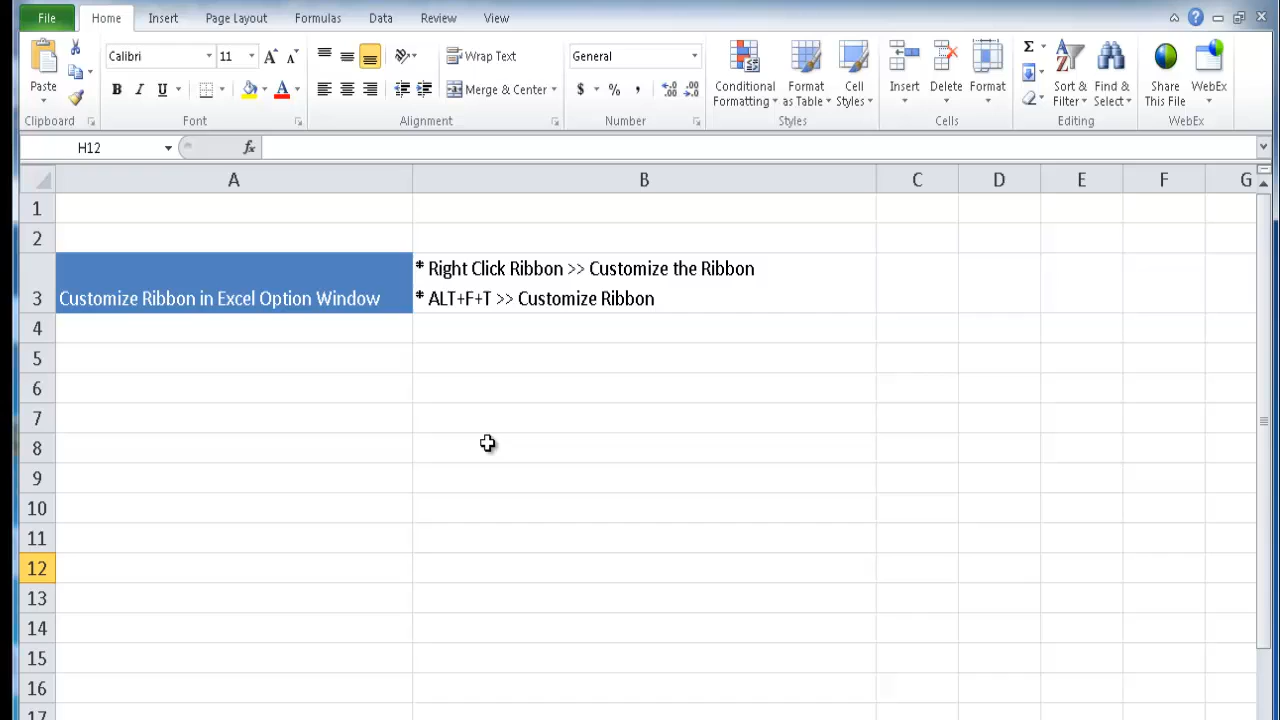 File Home Insert Page Layout Formulas Data Review View
Calibri 11 A A Wrap Text General Σ
Paste B I U A Merge & Center $ % , .0 .00 .00 .0 Conditional Formatting Format as Table Cell Styles Insert Delete Format Sort & Filter Find & Select Share This File WebEx
Clipboard Font Alignment Number Styles Cells Editing WebEx
H12 fx
A B C D E F G
1
2
* Right Click Ribbon >> Customize the Ribbon
3 Customize Ribbon in Excel Option Window * ALT+F+T >> Customize Ribbon
4
5
6
7
8
9
10
11
12
13
14
15
16
17